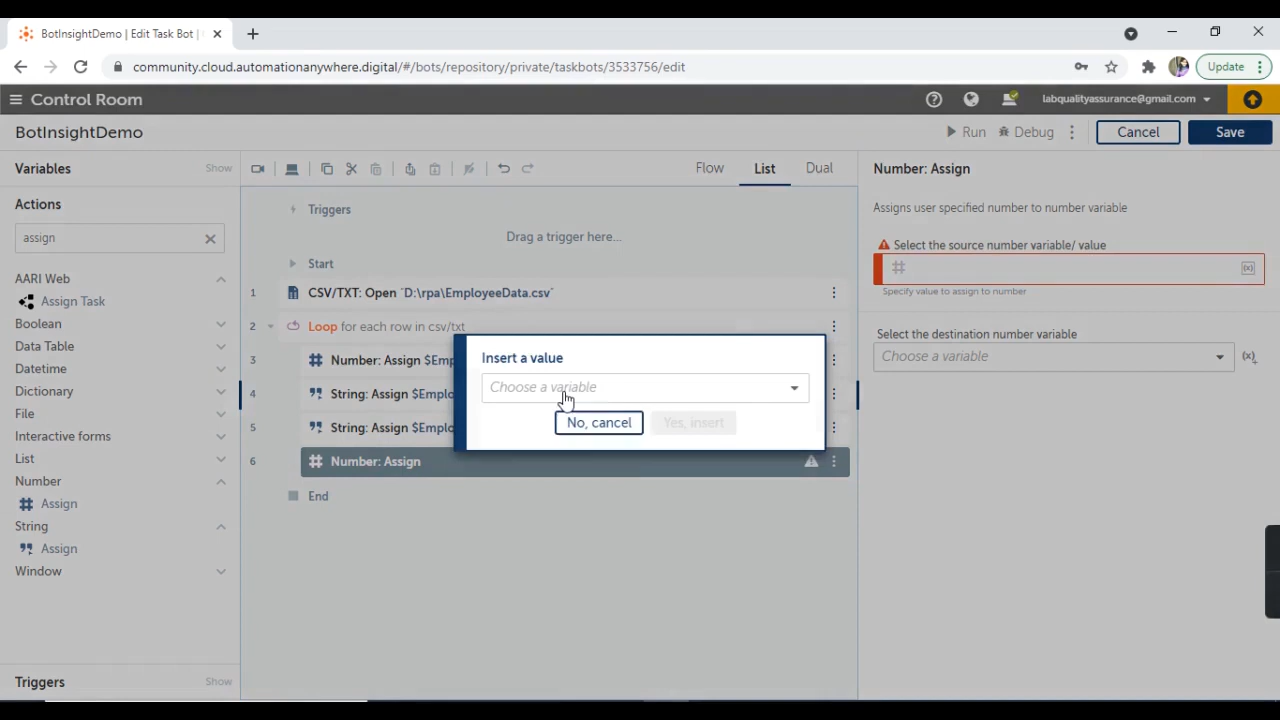 BotInsightDemo | Edit Task Bot |
community.cloud.automationanywhere.digital/#/bots/repository/private/taskbots/3533756/edit
Update
Control Room
labqualityassurance@gmail.com
BotInsightDemo
Run
Debug
Cancel
Save
Variables
Show
Flow
List
Dual
Number: Assign
Actions
assign
Triggers
Assigns user specified number to number variable
Drag a trigger here...
Select the source number variable/ value
Start
Specify value to assign to number
AARI Web
Assign Task
1 CSV/TXT: Open "D:\rpa\EmployeeData.csv"
Boolean
2 Loop for each row in csv/txt
Select the destination number variable
Choose a variable
Data Table
Insert a value
Choose a variable
No, cancel
Yes, insert
3 Number: Assign $Emp
Datetime
Dictionary
4 String: Assign $Emplo
File
5 String: Assign $Emplo
Interactive forms
List
6 Number: Assign
Number
Assign
End
String
Assign
Window
Triggers
Show